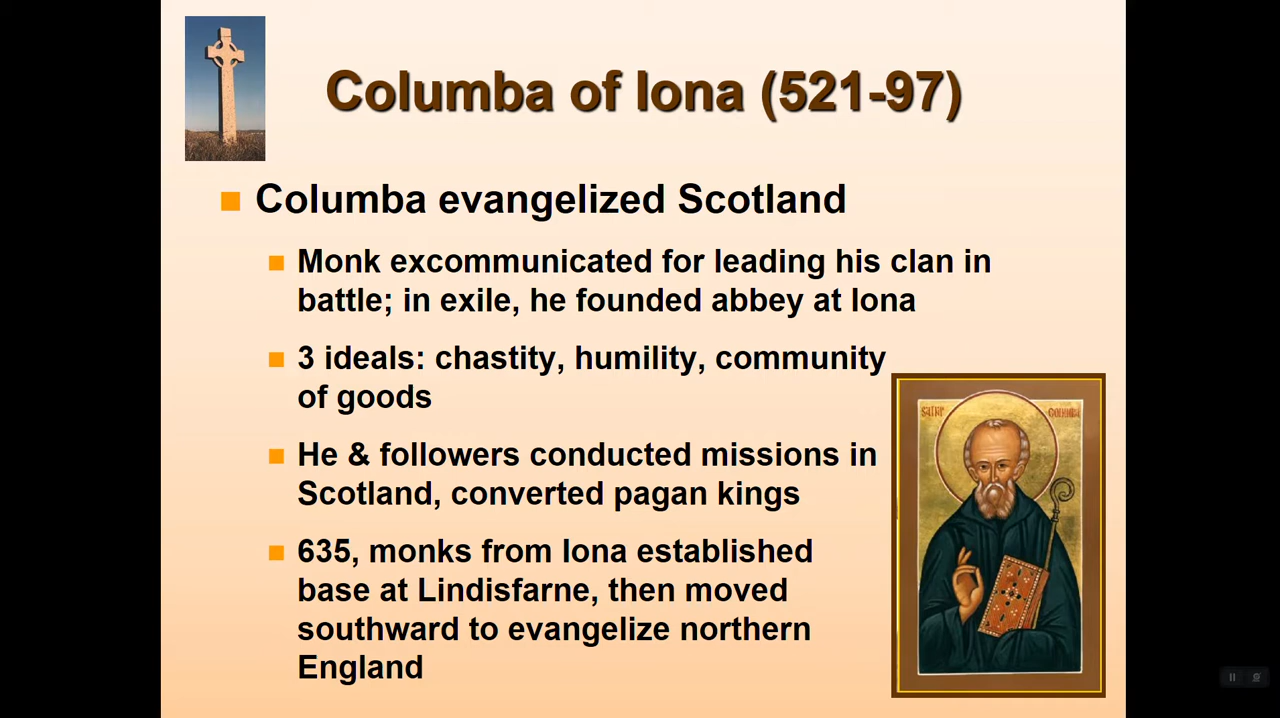 Columba of Iona (521-97)
Columba evangelized Scotland
Monk excommunicated for leading his clan in
battle; in exile, he founded abbey at Iona
3 ideals: chastity, humility, community
of goods
He & followers conducted missions in
Scotland, converted pagan kings
635, monks from Iona established
base at Lindisfarne, then moved
southward to evangelize northern
England